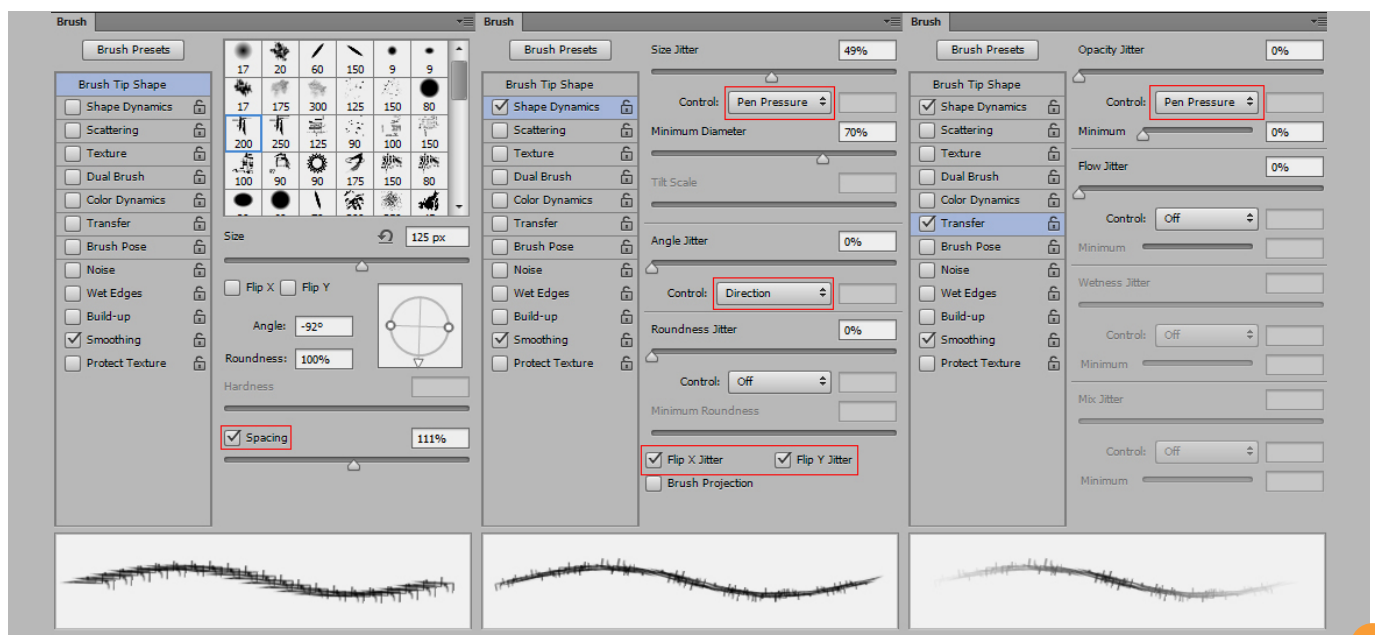 Brush
Brush Presets
Brush Tip Shape
Shape Dynamics
Scattering
Texture
Dual Brush
Color Dynamics
Transfer
Brush Pose
Noise
Wet Edges
Build-up
Smoothing
Protect Texture
17 20 60 150 9 9
17 175 300 125 150 80
200 250 125 90 100 150
100 90 90 175 150 80
Size 125 px
Flip X Flip Y
Angle: -92º
Roundness: 100%
Hardness
Spacing 111%
Brush
Brush Presets
Brush Tip Shape
Shape Dynamics
Scattering
Texture
Dual Brush
Color Dynamics
Transfer
Brush Pose
Noise
Wet Edges
Build-up
Smoothing
Protect Texture
Size Jitter 49%
Control: Pen Pressure
Minimum Diameter 70%
Tilt Scale
Angle Jitter 0%
Control: Direction
Roundness Jitter 0%
Control: Off
Minimum Roundness
Flip X Jitter Flip Y Jitter
Brush Projection
Brush
Brush Presets
Brush Tip Shape
Shape Dynamics
Scattering
Texture
Dual Brush
Color Dynamics
Transfer
Brush Pose
Noise
Wet Edges
Build-up
Smoothing
Protect Texture
Opacity Jitter 0%
Control: Pen Pressure
Minimum 0%
Flow Jitter 0%
Control: Off
Minimum
Wetness Jitter
Control: Off
Minimum
Mix Jitter
Control: Off
Minimum